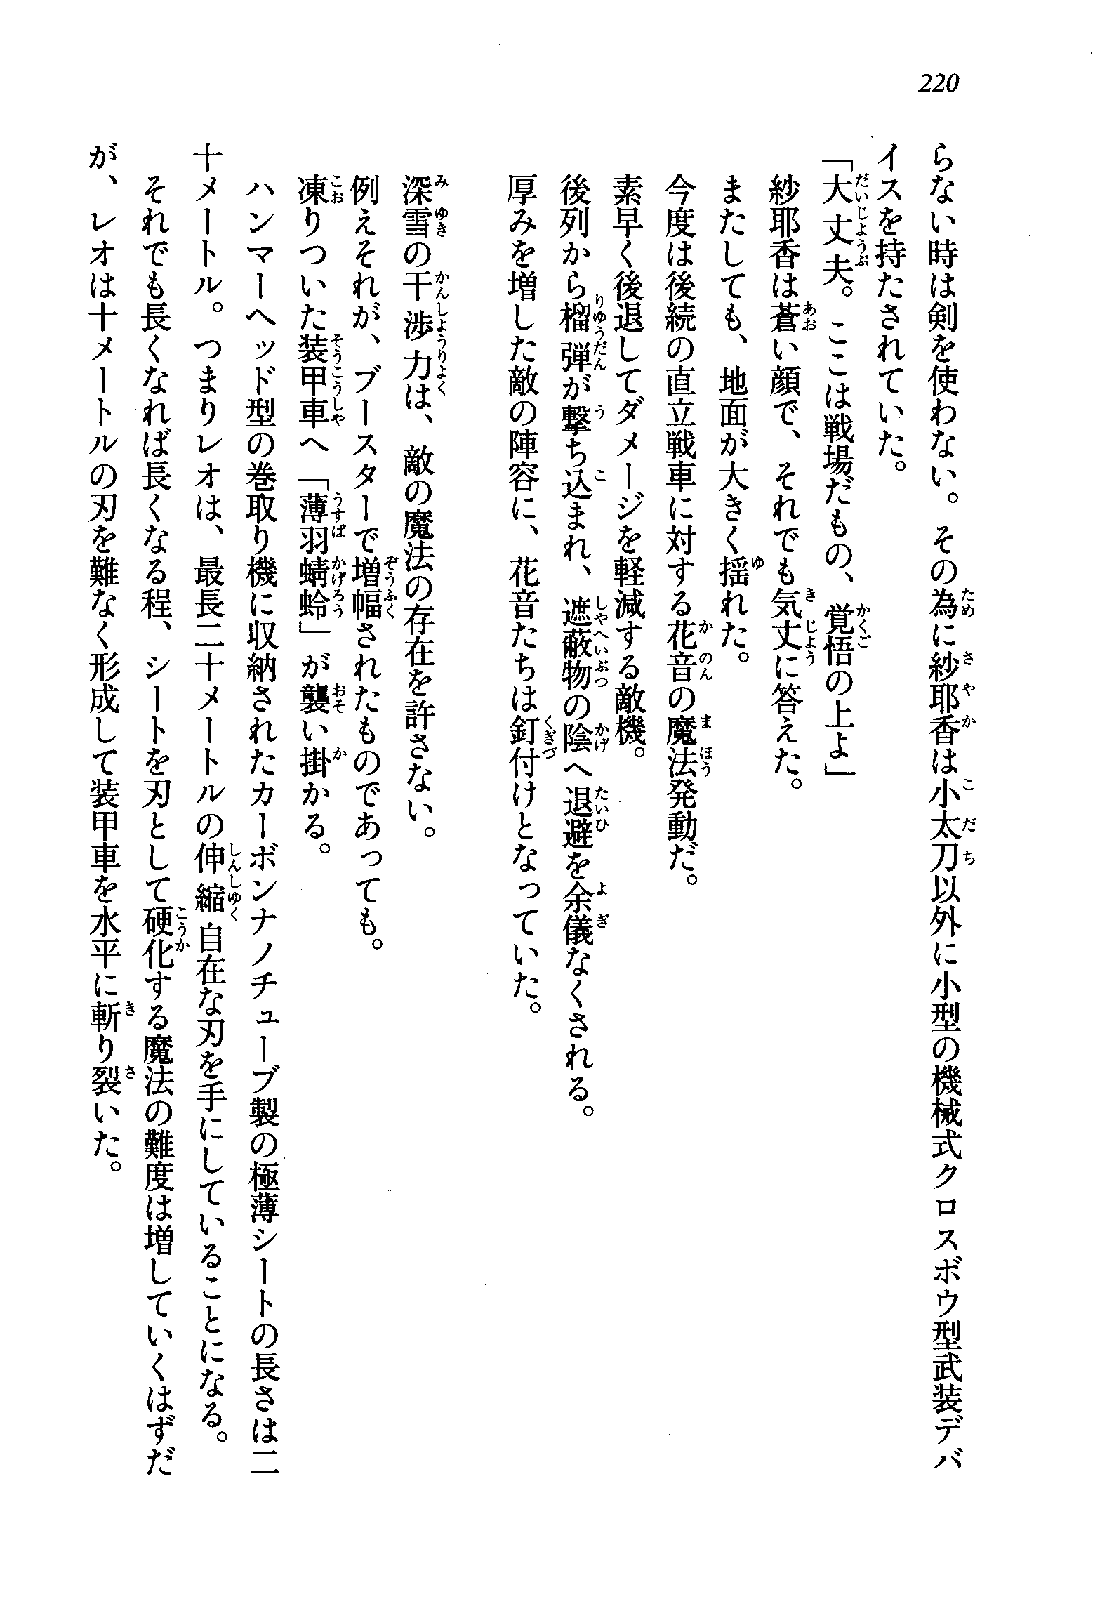 220
らない時は剣を使わない。その為に紗耶香は小太刀以外に小型の機械式クロスボウ型武装デバ
イスを持たされていた。
「大丈夫。ここは戦場だもの、覚悟の上よ」
紗耶香は蒼い顔で、それでも気丈に答えた。
またしても、地面が大きく揺れた。
今度は後続の直立戦車に対する花音の魔法発動だ。
素早く後退してダメージを軽減する敵機。
後列から榴弾が撃ち込まれ、遮蔽物の陰へ退避を余儀なくされる。
厚みを増した敵の陣容に、花音たちは釘付けとなっていた。
深雪の干渉力は、敵の魔法の存在を許さない。
例えそれが、ブースターで増幅されたものであっても。
凍りついた装甲車へ「薄羽蜻蛉」が襲い掛かる。
ハンマーヘッド型の巻取り機に収納されたカーボンナノチューブ製の極薄シートの長さは二
十メートル。つまりレオは、最長二十メートルの伸縮自在な刃を手にしていることになる。
それでも長くなれば長くなる程、シートを刃として硬化する魔法の難度は増していくはずだ
が、レオは十メートルの刃を難なく形成して装甲車を水平に斬り裂いた。